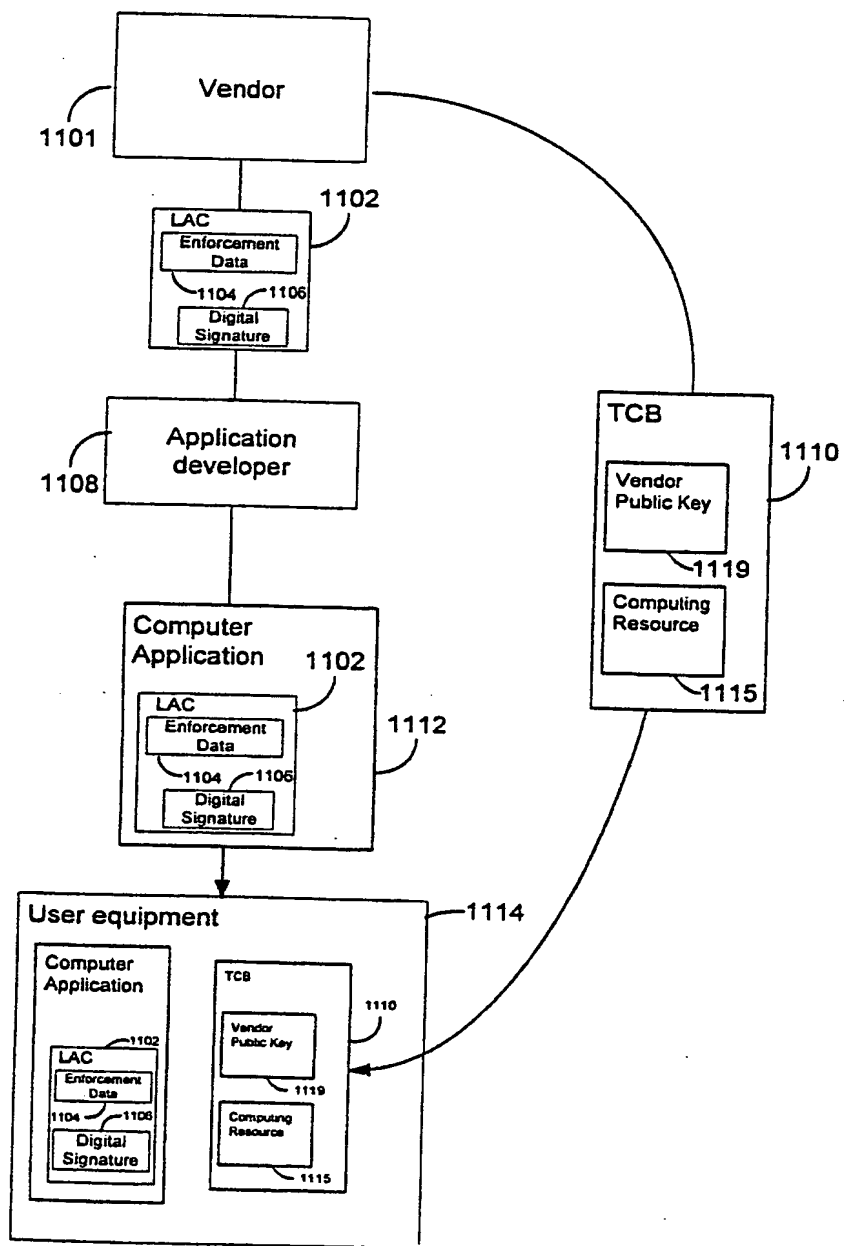 Vendor
1101
1102
LAC
Enforcement
Data
1104
1106
Digital
Signature
Application
developer
1108
TCB
1110
Vendor
Public Key
1119
Computing
Resource
1115
Computer
Application
1102
LAC
Enforcement
Data
1104
1106
Digital
Signature
1112
User equipment
1114
Computer
Application
1102
LAC
Enforcement
Data
1104
1106
Digital
Signature
TCB
1110
Vendor
Public Key
1119
Computing
Resource
1115